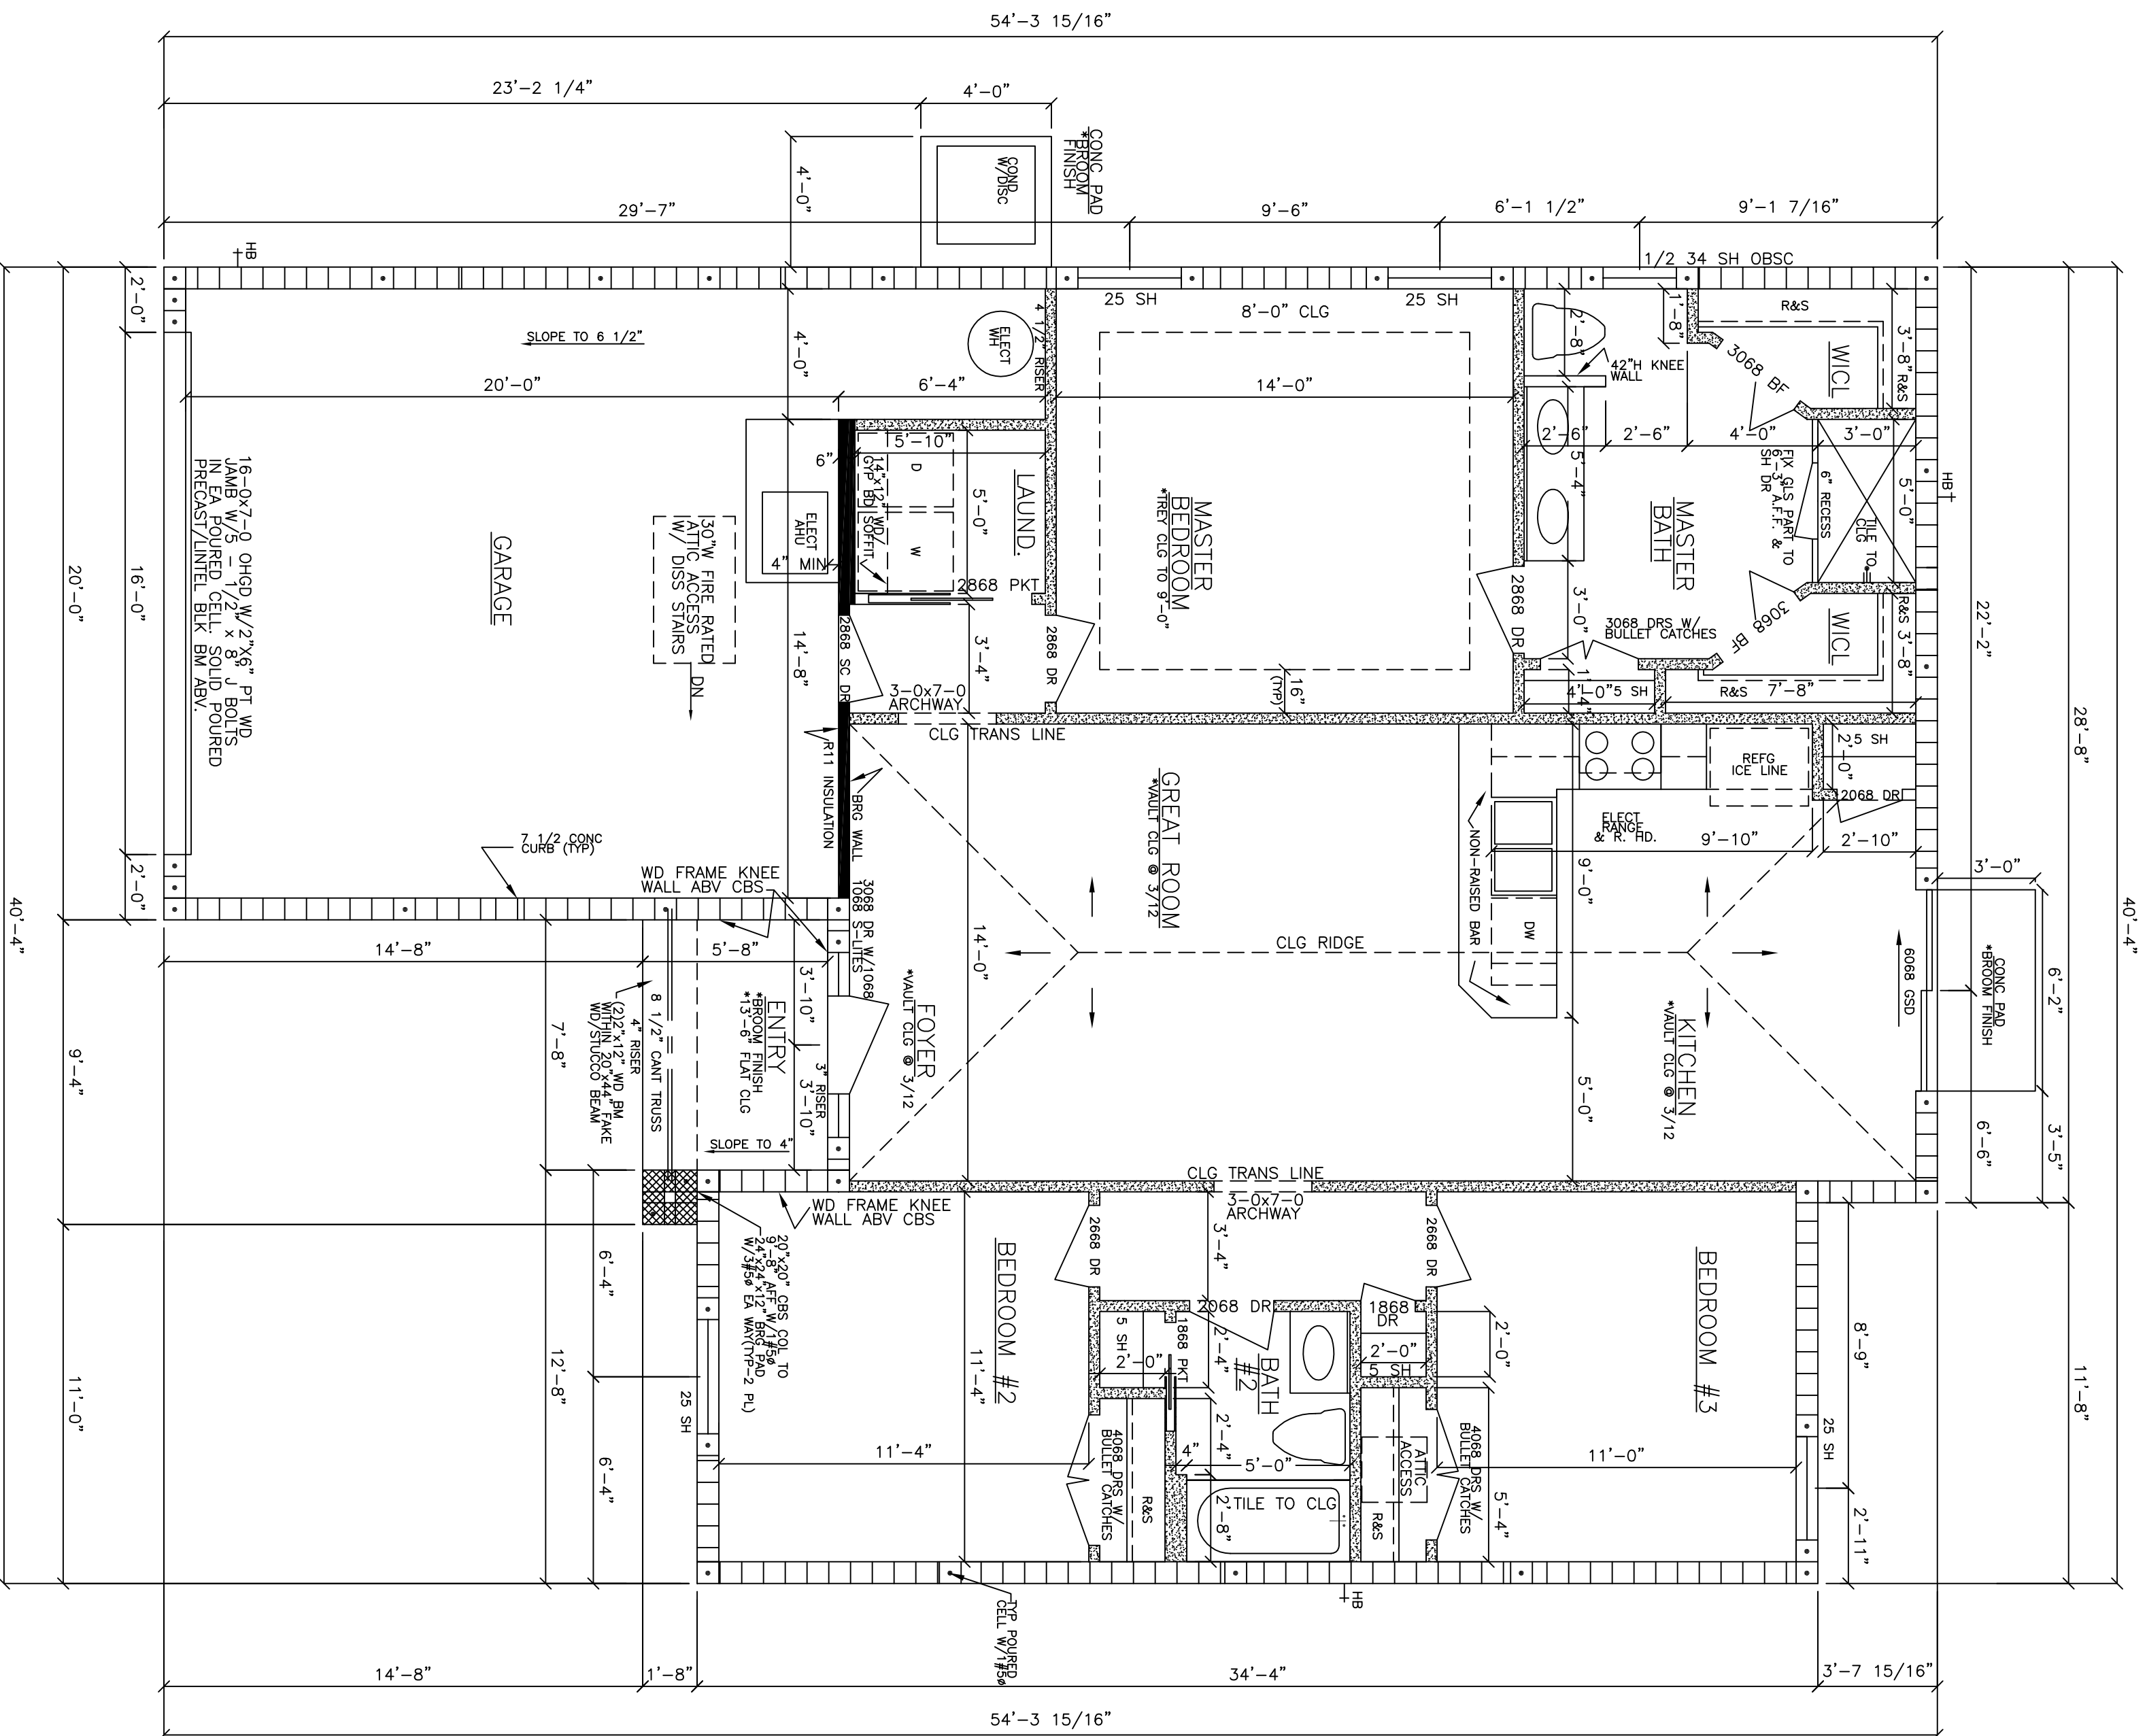 54'-3 15/16"
23'-2 1/4"
4'-0"
CONC PAD
*BROOM
FINISH
COND
W/DISC
4'-0"
29'-7"
9'-6"
6'-1 1/2"
9'-1 7/16"
HB
1/2 34 SH OBSC
25 SH
25 SH
8'-0" CLG
R&S
2'-0"
SLOPE TO 6 1/2"
4'-0"
ELECT
WH
4 1/2" RISER
2'-8"
1'-8"
42"H KNEE
WALL
3068 BF
WICL
3'-8"
R&S
20'-0"
6'-4"
14'-0"
5'-10"
2'-6"
2'-6"
4'-0"
3'-0"
6"
D
14"x12" WD/
GYP BD SOFFIT
W
5'-0"
LAUND.
MASTER
BEDROOM
*TREY CLG TO 9'-0"
5'-4"
MASTER
BATH
FIX GLS PART TO
6'-3" A.F.F. &
SH DR
6" RECESS
TILE TO
CLG
5'-0"
HB
16-0x7-0 OHGD W/2"x6" PT WD
JAMB W/5 - 1/2" x 8" J BOLTS
IN EA POURED CELL. SOLID POURED
PRECAST/LINTEL BLK BM ABV.
GARAGE
30"W FIRE RATED
ATTIC ACCESS
W/ DISS STAIRS
DN
ELECT
AHU
4" MIN
2868 PKT
2868 DR
2868 DR
3'-0"
3068 DRS W/
BULLET CATCHES
3068 BF
WICL
R&S 3'-8"
22'-2"
28'-8"
40'-4"
20'-0"
16'-0"
14'-8"
2868 SC DR
3'-4"
3-0x7-0
ARCHWAY
CLG TRANS LINE
16"
(TYP)
1'-4"
4'-0"
5 SH
R&S
7'-8"
2'-0"
5 SH
REFG
ICE LINE
2068 DR
ELECT
RANGE
& R. HD.
9'-10"
2'-10"
3'-0"
R11 INSULATION
BRG WALL
GREAT ROOM
*VAULT CLG @ 3/12
NON-RAISED BAR
9'-0"
DW
7 1/2 CONC
CURB (TYP)
2'-0"
WD FRAME KNEE
WALL ABV CBS
3068 DR W/1068
1068 S-LITES
14'-0"
CLG RIDGE
6068 GSD
CONC PAD
*BROOM FINISH
6'-2"
40'-4"
14'-8"
5'-8"
3'-10"
ENTRY
*BROOM FINISH
*13'-6" FLAT CLG
FOYER
*VAULT CLG @ 3/12
3" RISER
3'-10"
8 1/2" CANT TRUSS
4" RISER
(2)2"x12" WD BM
WITHIN 20"x44" FAKE
WD/STUCCO BEAM
SLOPE TO 4"
7'-8"
9'-4"
KITCHEN
*VAULT CLG @ 3/12
5'-0"
6'-6"
3'-5"
CLG TRANS LINE
3-0x7-0
ARCHWAY
WD FRAME KNEE
WALL ABV CBS
20"x20" CBS COL TO
9'-8" AFF W/1#5ø
24"x24"x12" BRG PAD
W/3#5ø EA WAY(TYP-2 PL)
6'-4"
BEDROOM #2
2668 DR
3'-4"
2668 DR
BEDROOM #3
8'-9"
11'-8"
2068 DR
1868
DR
5 SH
2'-0"
1868 PKT
2'-4"
BATH
#2
2'-0"
5 SH
2'-0"
11'-4"
12'-8"
11'-0"
25 SH
25 SH
11'-4"
4068 DRS W/
BULLET CATCHES
R&S
4"
2'-4"
5'-0"
TILE TO CLG
2'-8"
ATTIC
ACCESS
R&S
4068 DRS W/
BULLET CATCHES
5'-4"
11'-0"
6'-4"
2'-11"
TYP POURED
CELL W/1#5ø
HB
14'-8"
1'-8"
34'-4"
3'-7 15/16"
54'-3 15/16"